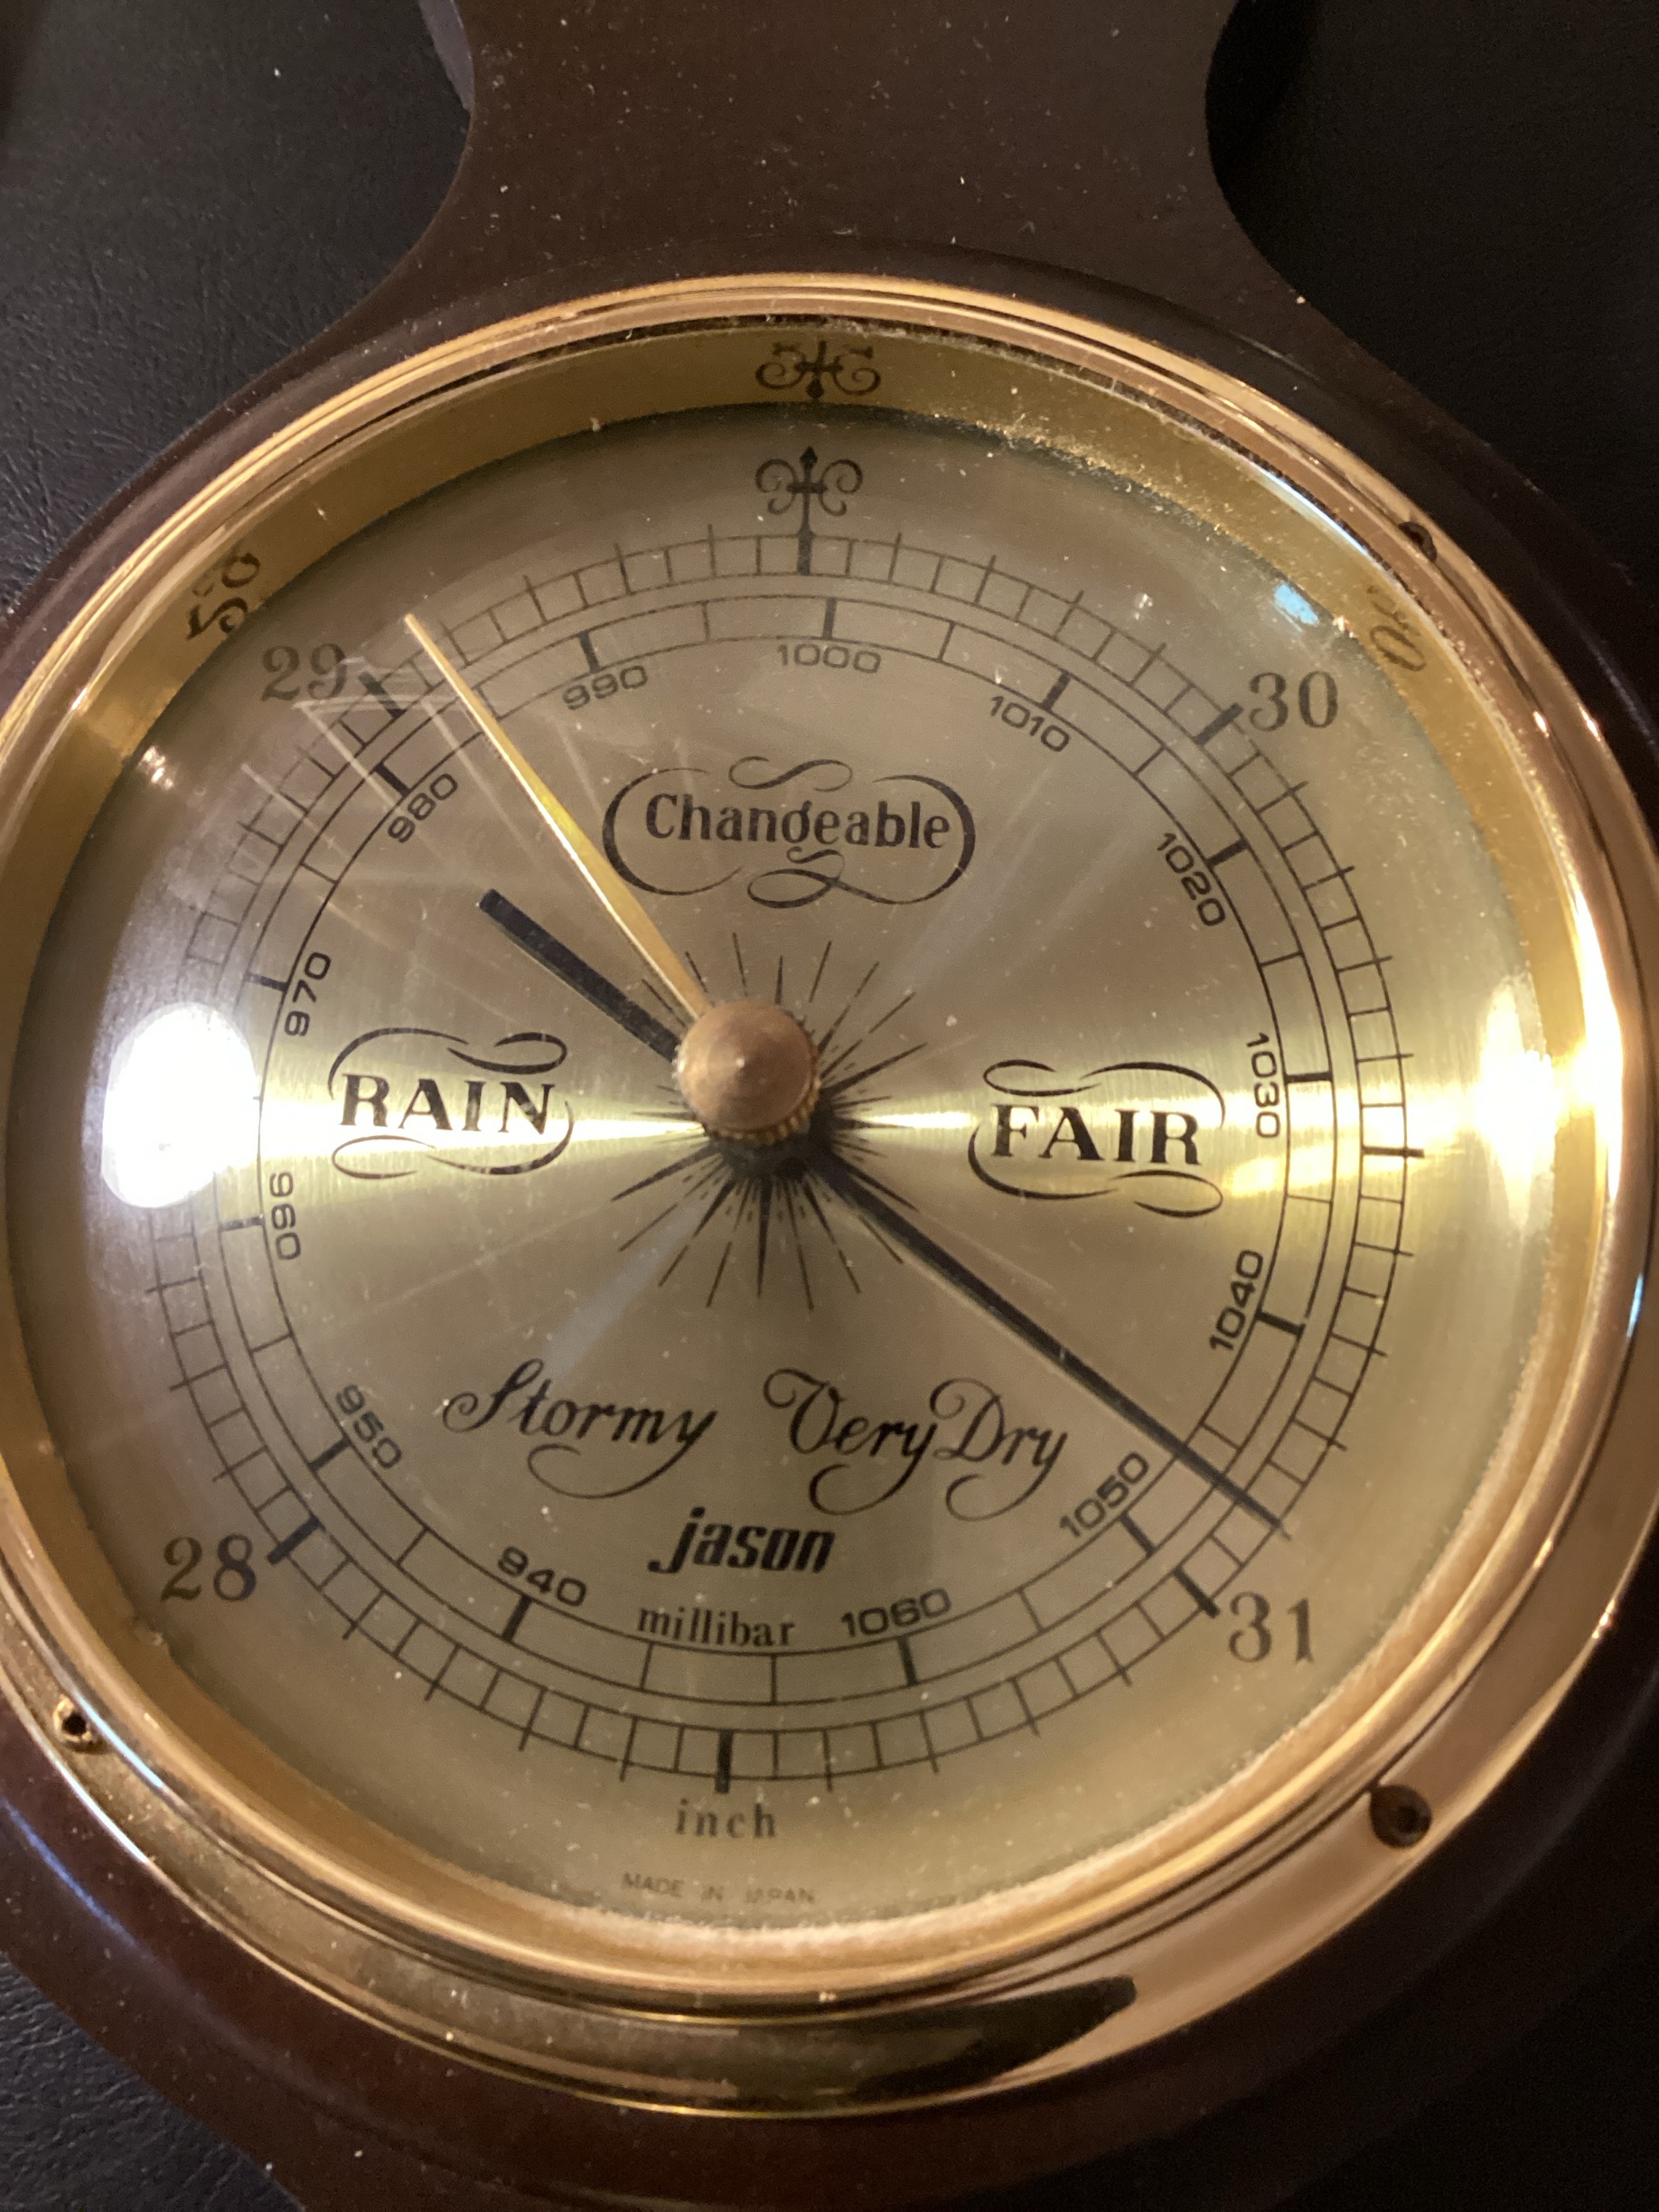 29
30
990
1000
1010
980
Changeable
1020
970
1030
RAIN
FAIR
960
1040
950
Stormy
Very Dry
1050
jason
28
940
millibar
1060
31
inch
MADE IN JAPAN